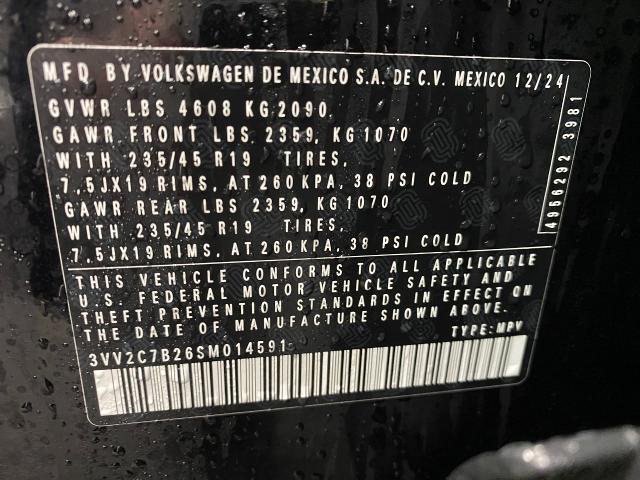 MFD BY VOLKSWAGEN DE MEXICO S.A. DE C.V. MEXICO 12/24
GVWR LBS 4608 KG 2090
GAWR FRONT LBS 2359, KG 1070
WITH 235/45 R19 TIRES,
7.5JX19 RIMS, AT 260 KPA, 38 PSI COLD
GAWR REAR LBS 2359, KG 1070
WITH 235/45 R19 TIRES,
7.5JX19 RIMS, AT 260 KPA, 38 PSI COLD
4956292 3981
THIS VEHICLE CONFORMS TO ALL APPLICABLE
U.S. FEDERAL MOTOR VEHICLE SAFETY AND
THEFT PREVENTION STANDARDS IN EFFECT ON
THE DATE OF MANUFACTURE SHOWN ABOVE.
3VV2C7B26SM014591
TYPE: MPV